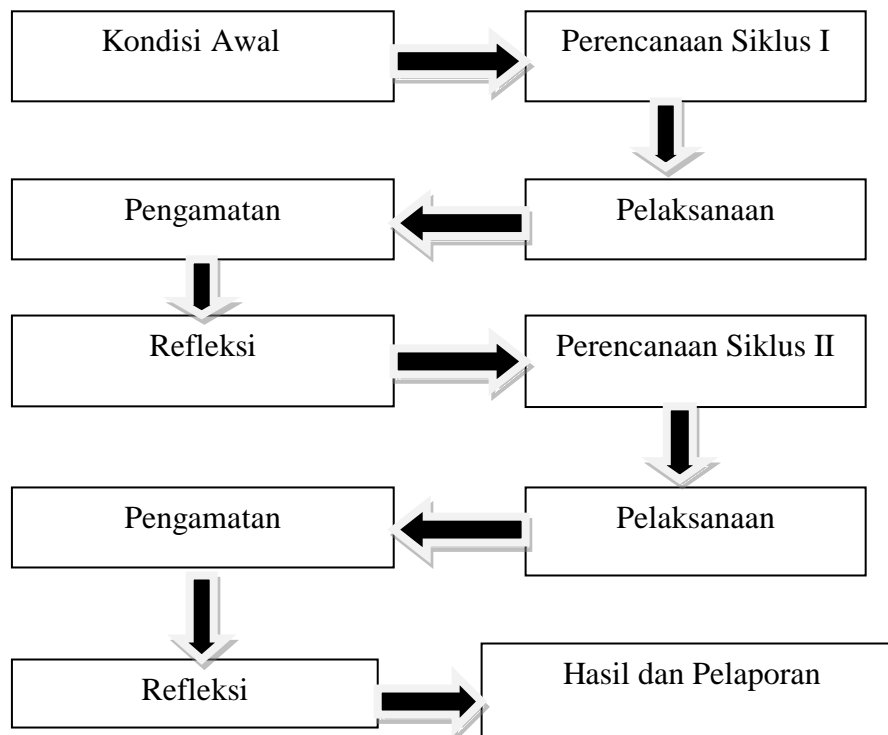 Kondisi Awal
Perencanaan Siklus I
Pengamatan
Pelaksanaan
Refleksi
Perencanaan Siklus II
Pengamatan
Pelaksanaan
Refleksi
Hasil dan Pelaporan